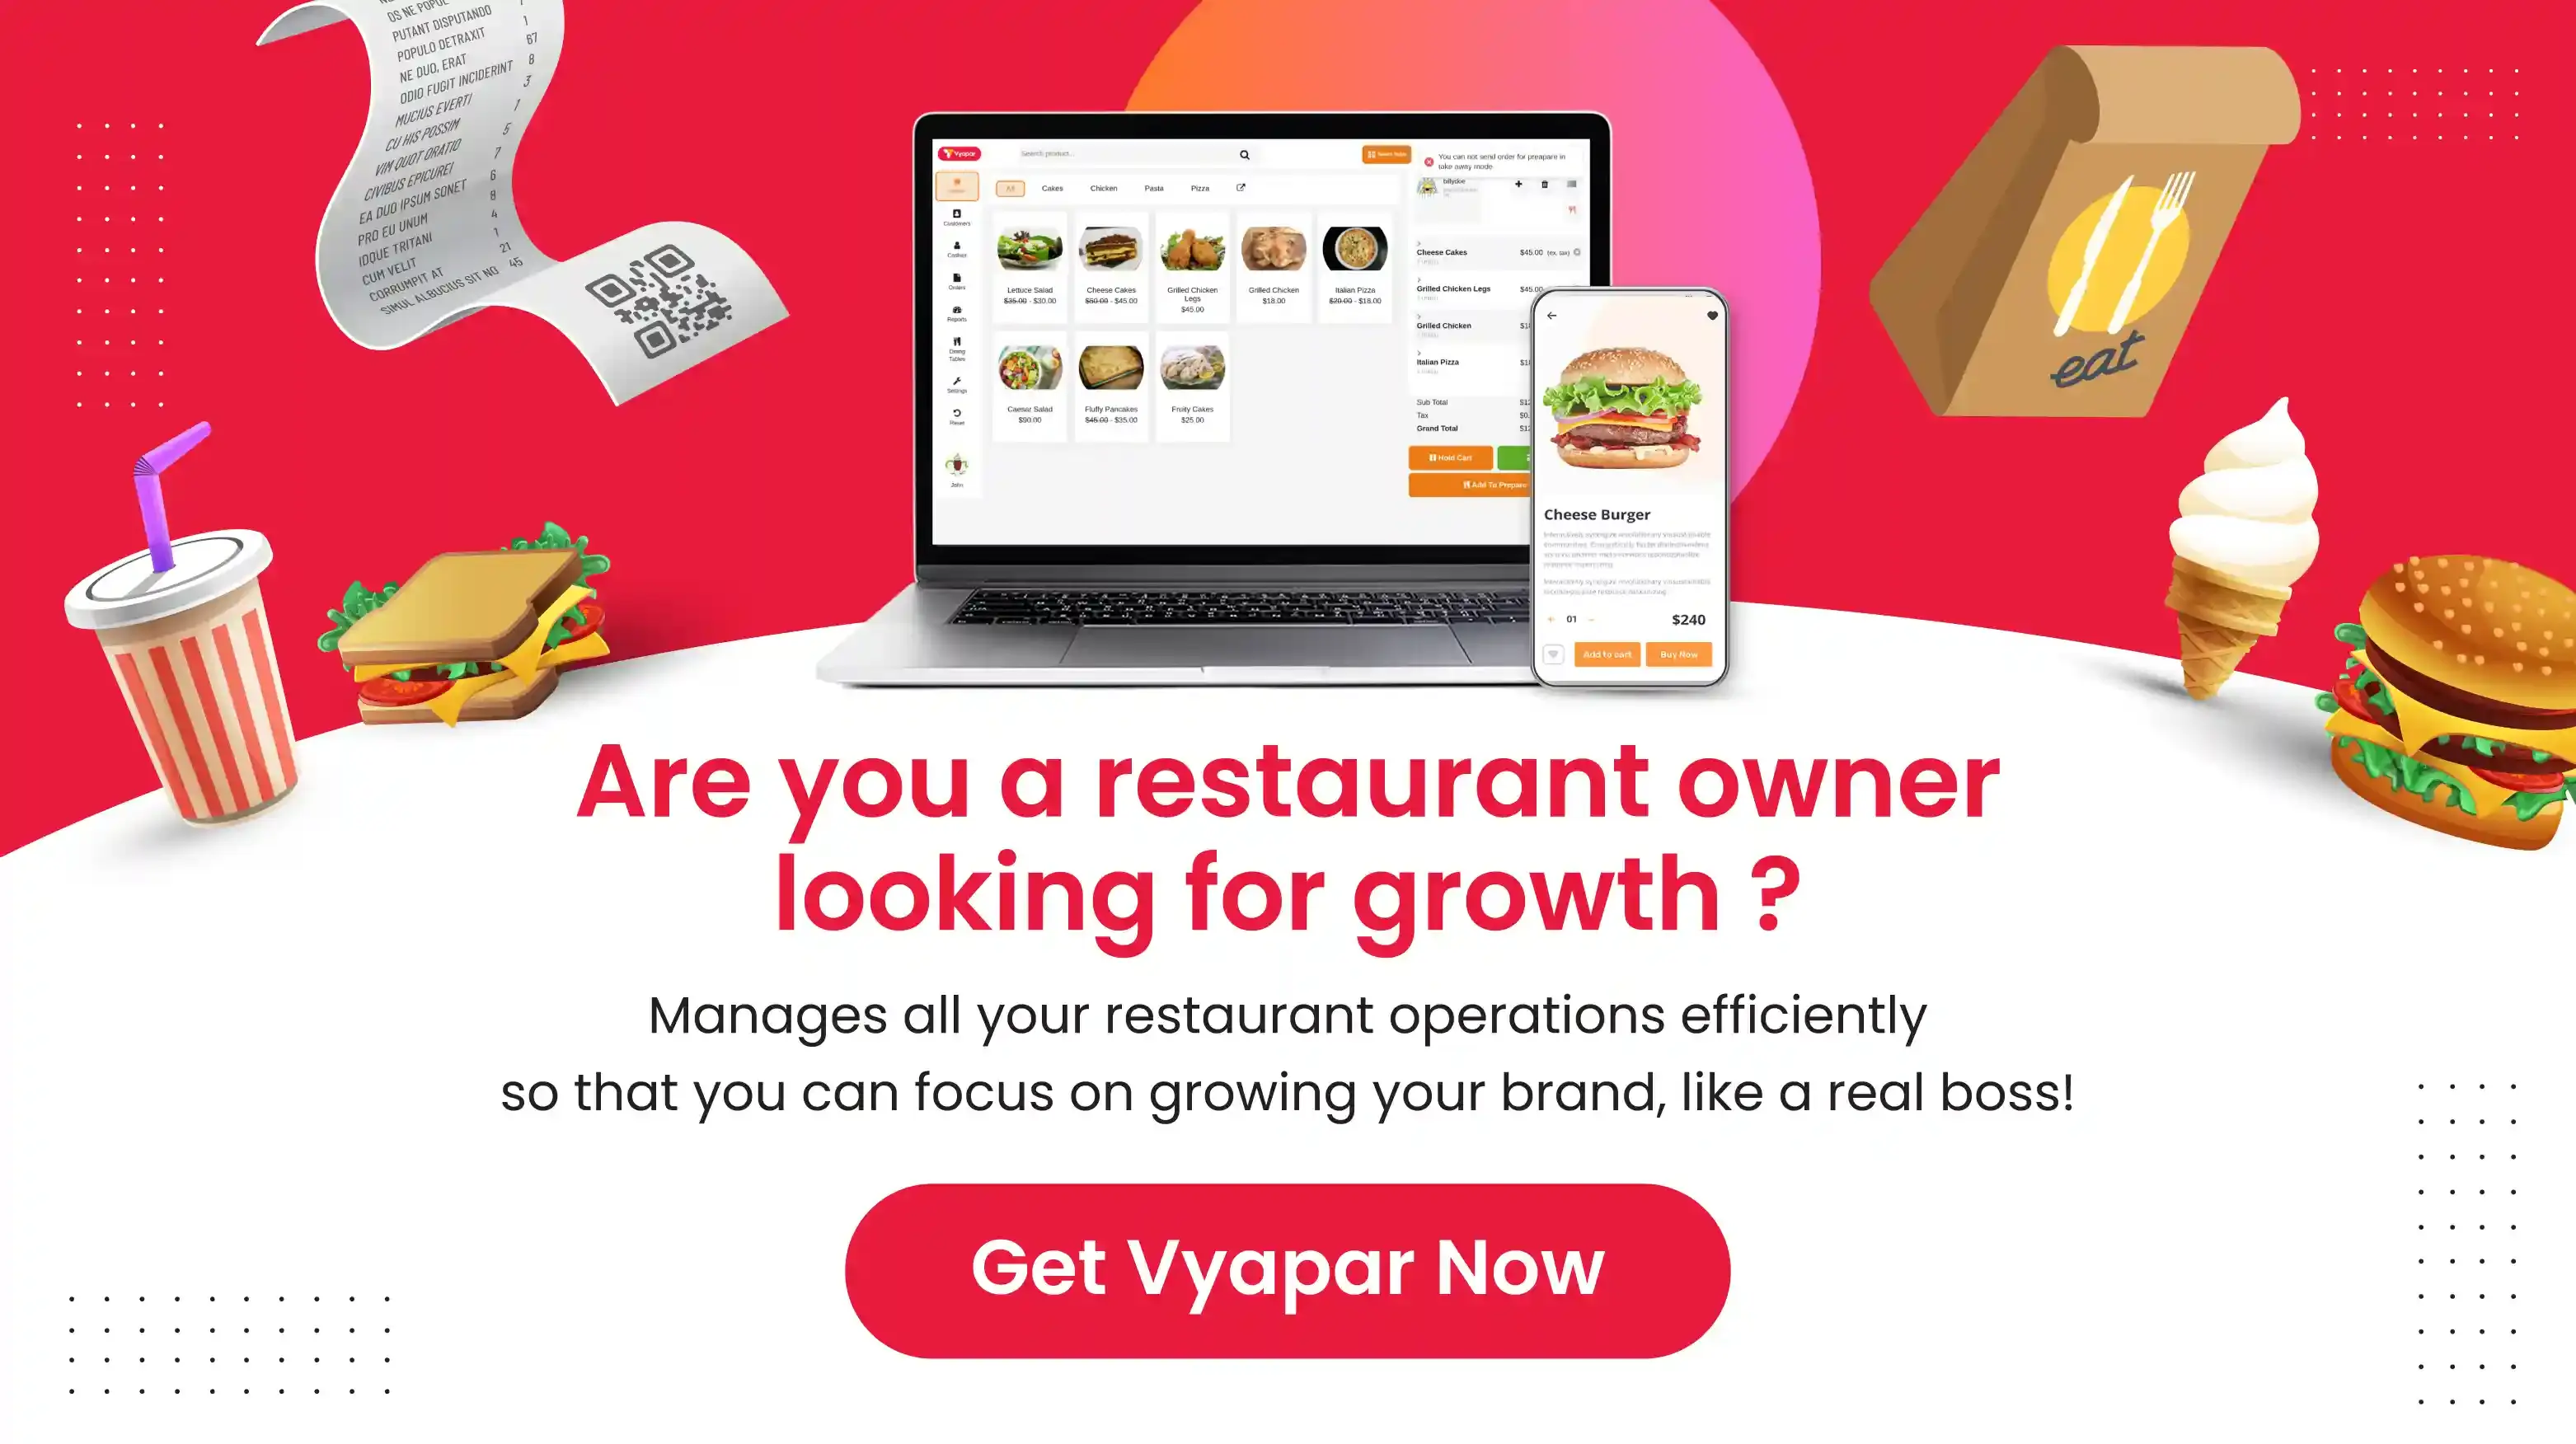 OS NE POPUL
PUTANT DISPUTANDO 1
POPULO DETRAXIT 67
NE DUO, ERAT 8
ODIO FUGIT INCIDERINT 3
MUCIUS EVERTI 1
CU HIS POSSIM 5
VIM QUOT ORATIO 7
CIVIBUS EPICUREI 6
EA DUO IPSUM SONET 8
PRO EU UNUM 4
IDQUE TRITANI 1
CUM VELIT 21
CORRUMPIT AT 45
SIMUL ALBUCIUS SIT NO
Vyapar
Search product...
You can not send order for preapare in
take away mode
billydoe
All Cakes Chicken Pasta Pizza
Customers
Cashier
Orders
Reports
Dining
Tables
Settings
Reset
John
Lettuce Salad
$35.00 - $30.00
Cheese Cakes
$50.00 - $45.00
Grilled Chicken
Legs
$45.00
Grilled Chicken
$18.00
Italian Pizza
$20.00 - $18.00
Caesar Salad
$90.00
Fluffy Pancakes
$45.00 - $35.00
Fruity Cakes
$25.00
Cheese Cakes $45.00 (ex. tax)
Grilled Chicken Legs $45.00
Grilled Chicken
Italian Pizza
Sub Total
Tax $0.
Grand Total
Hold Cart
Add To Prepare
Cheese Burger
01 $240
Add to cart Buy Now
eat
Are you a restaurant owner
looking for growth ?
Manages all your restaurant operations efficiently
so that you can focus on growing your brand, like a real boss!
Get Vyapar Now